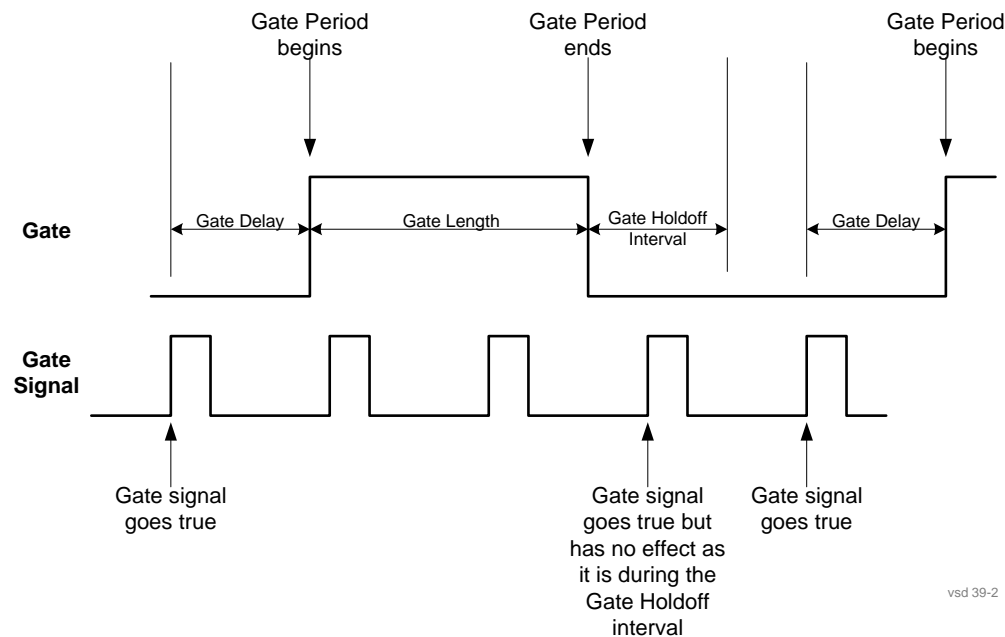 Gate Period
begins
Gate Period
ends
Gate Period
begins
Gate
Gate Delay
Gate Length
Gate Holdoff
Interval
Gate Delay
Gate
Signal
Gate signal
goes true
Gate signal
goes true but
has no effect as
it is during the
Gate Holdoff
interval
Gate signal
goes true
vsd 39-2